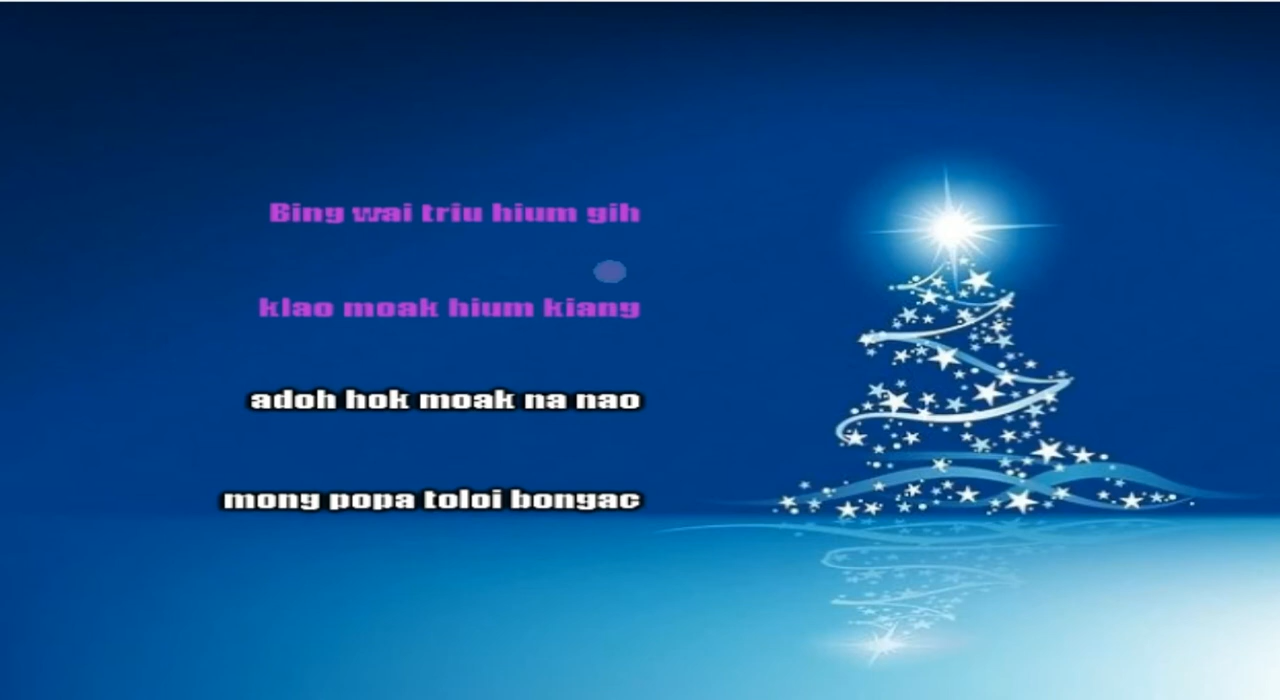 Bing wai triu hium gih
klao moak hium kiang
adoh hok moak na nao
mong popa toloi bongac